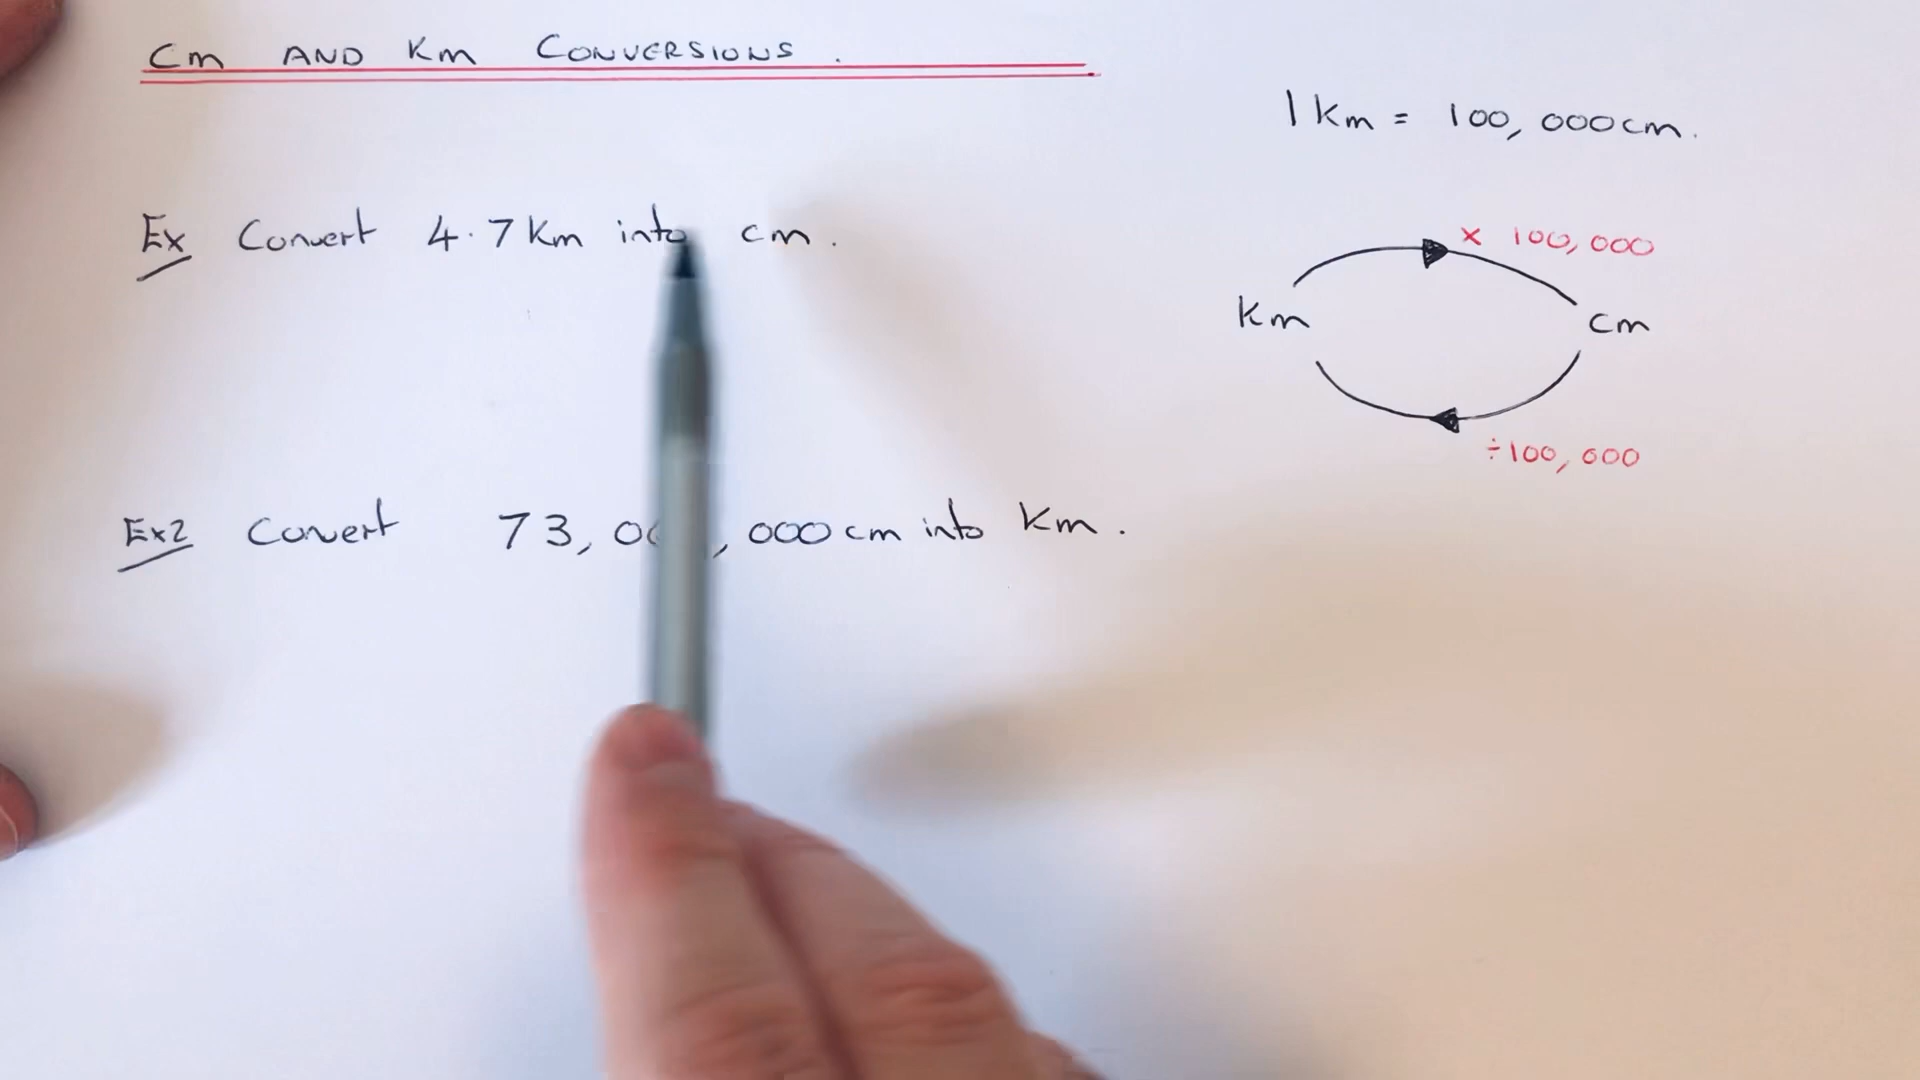 Cm AND Km CONVERSIONS.
1 Km = 100,000cm.
Ex Convert 4.7 Km into cm.
× 100,000
Km cm
÷100,000
Ex2 Convert 000 cm into Km.